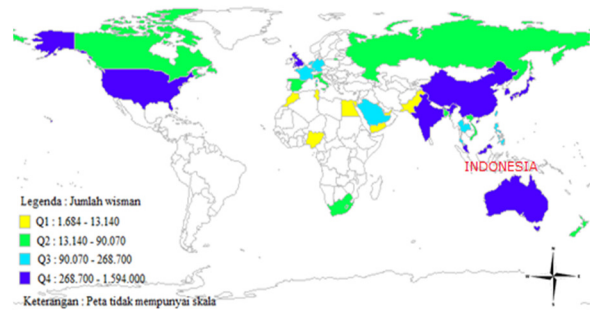 INDONESIA
Legenda : Jumlah wisman
Q1 : 1.684 - 13.140
Q2 : 13.140 - 90.070
Q3 : 90.070 - 268.700
Q4 : 268.700 - 1.594.000
Keterangan : Peta tidak mempunyai skala